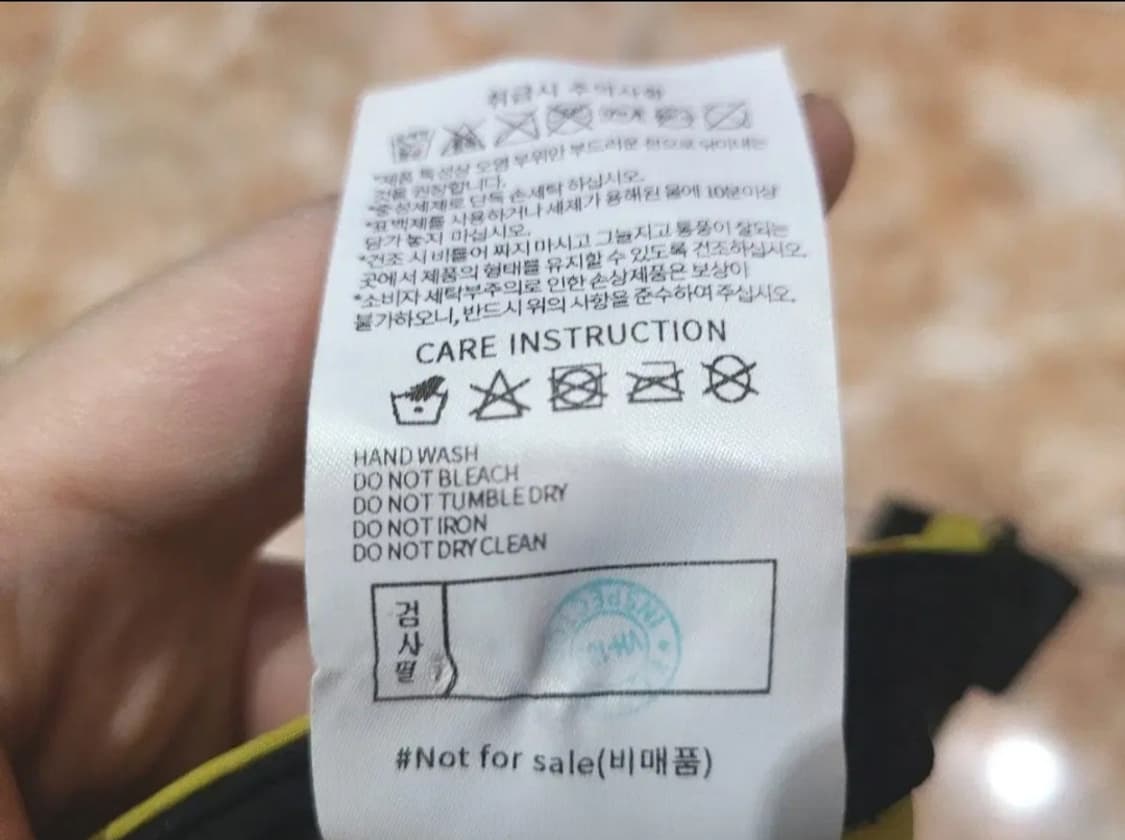 취급시 주의사항
*제품 특성상 오염 부위만 부드러운 천으로 닦아내는
것을 권장합니다.
*중성세제로 단독 손세탁 하십시오.
*표백제를 사용하거나 세제가 용해된 물에 10분이상
담가 놓지 마십시오.
*건조 시 비틀어 짜지 마시고 그늘지고 통풍이 잘되는
곳에서 제품의 형태를 유지할 수 있도록 건조하십시오.
*소비자 세탁부주의로 인한 손상제품은 보상이
불가하오니, 반드시 위의 사항을 준수하여 주십시오.
CARE INSTRUCTION
HAND WASH
DO NOT BLEACH
DO NOT TUMBLE DRY
DO NOT IRON
DO NOT DRY CLEAN
검사필
#Not for sale(비매품)